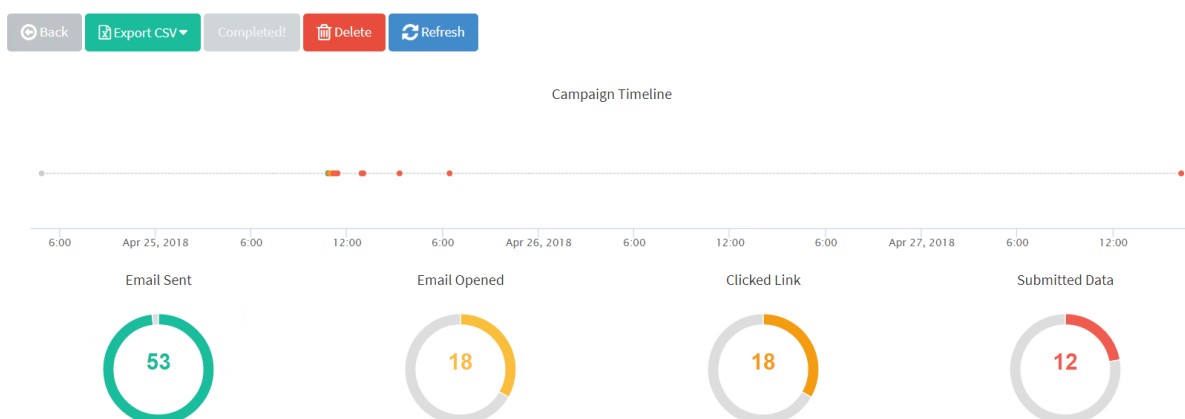 Back Export CSV Completed! Delete Refresh
Campaign Timeline
6:00 Apr 25, 2018 6:00 12:00 6:00 Apr 26, 2018 6:00 12:00 6:00 Apr 27, 2018 6:00 12:00
Email Sent Email Opened Clicked Link Submitted Data
53 18 18 12